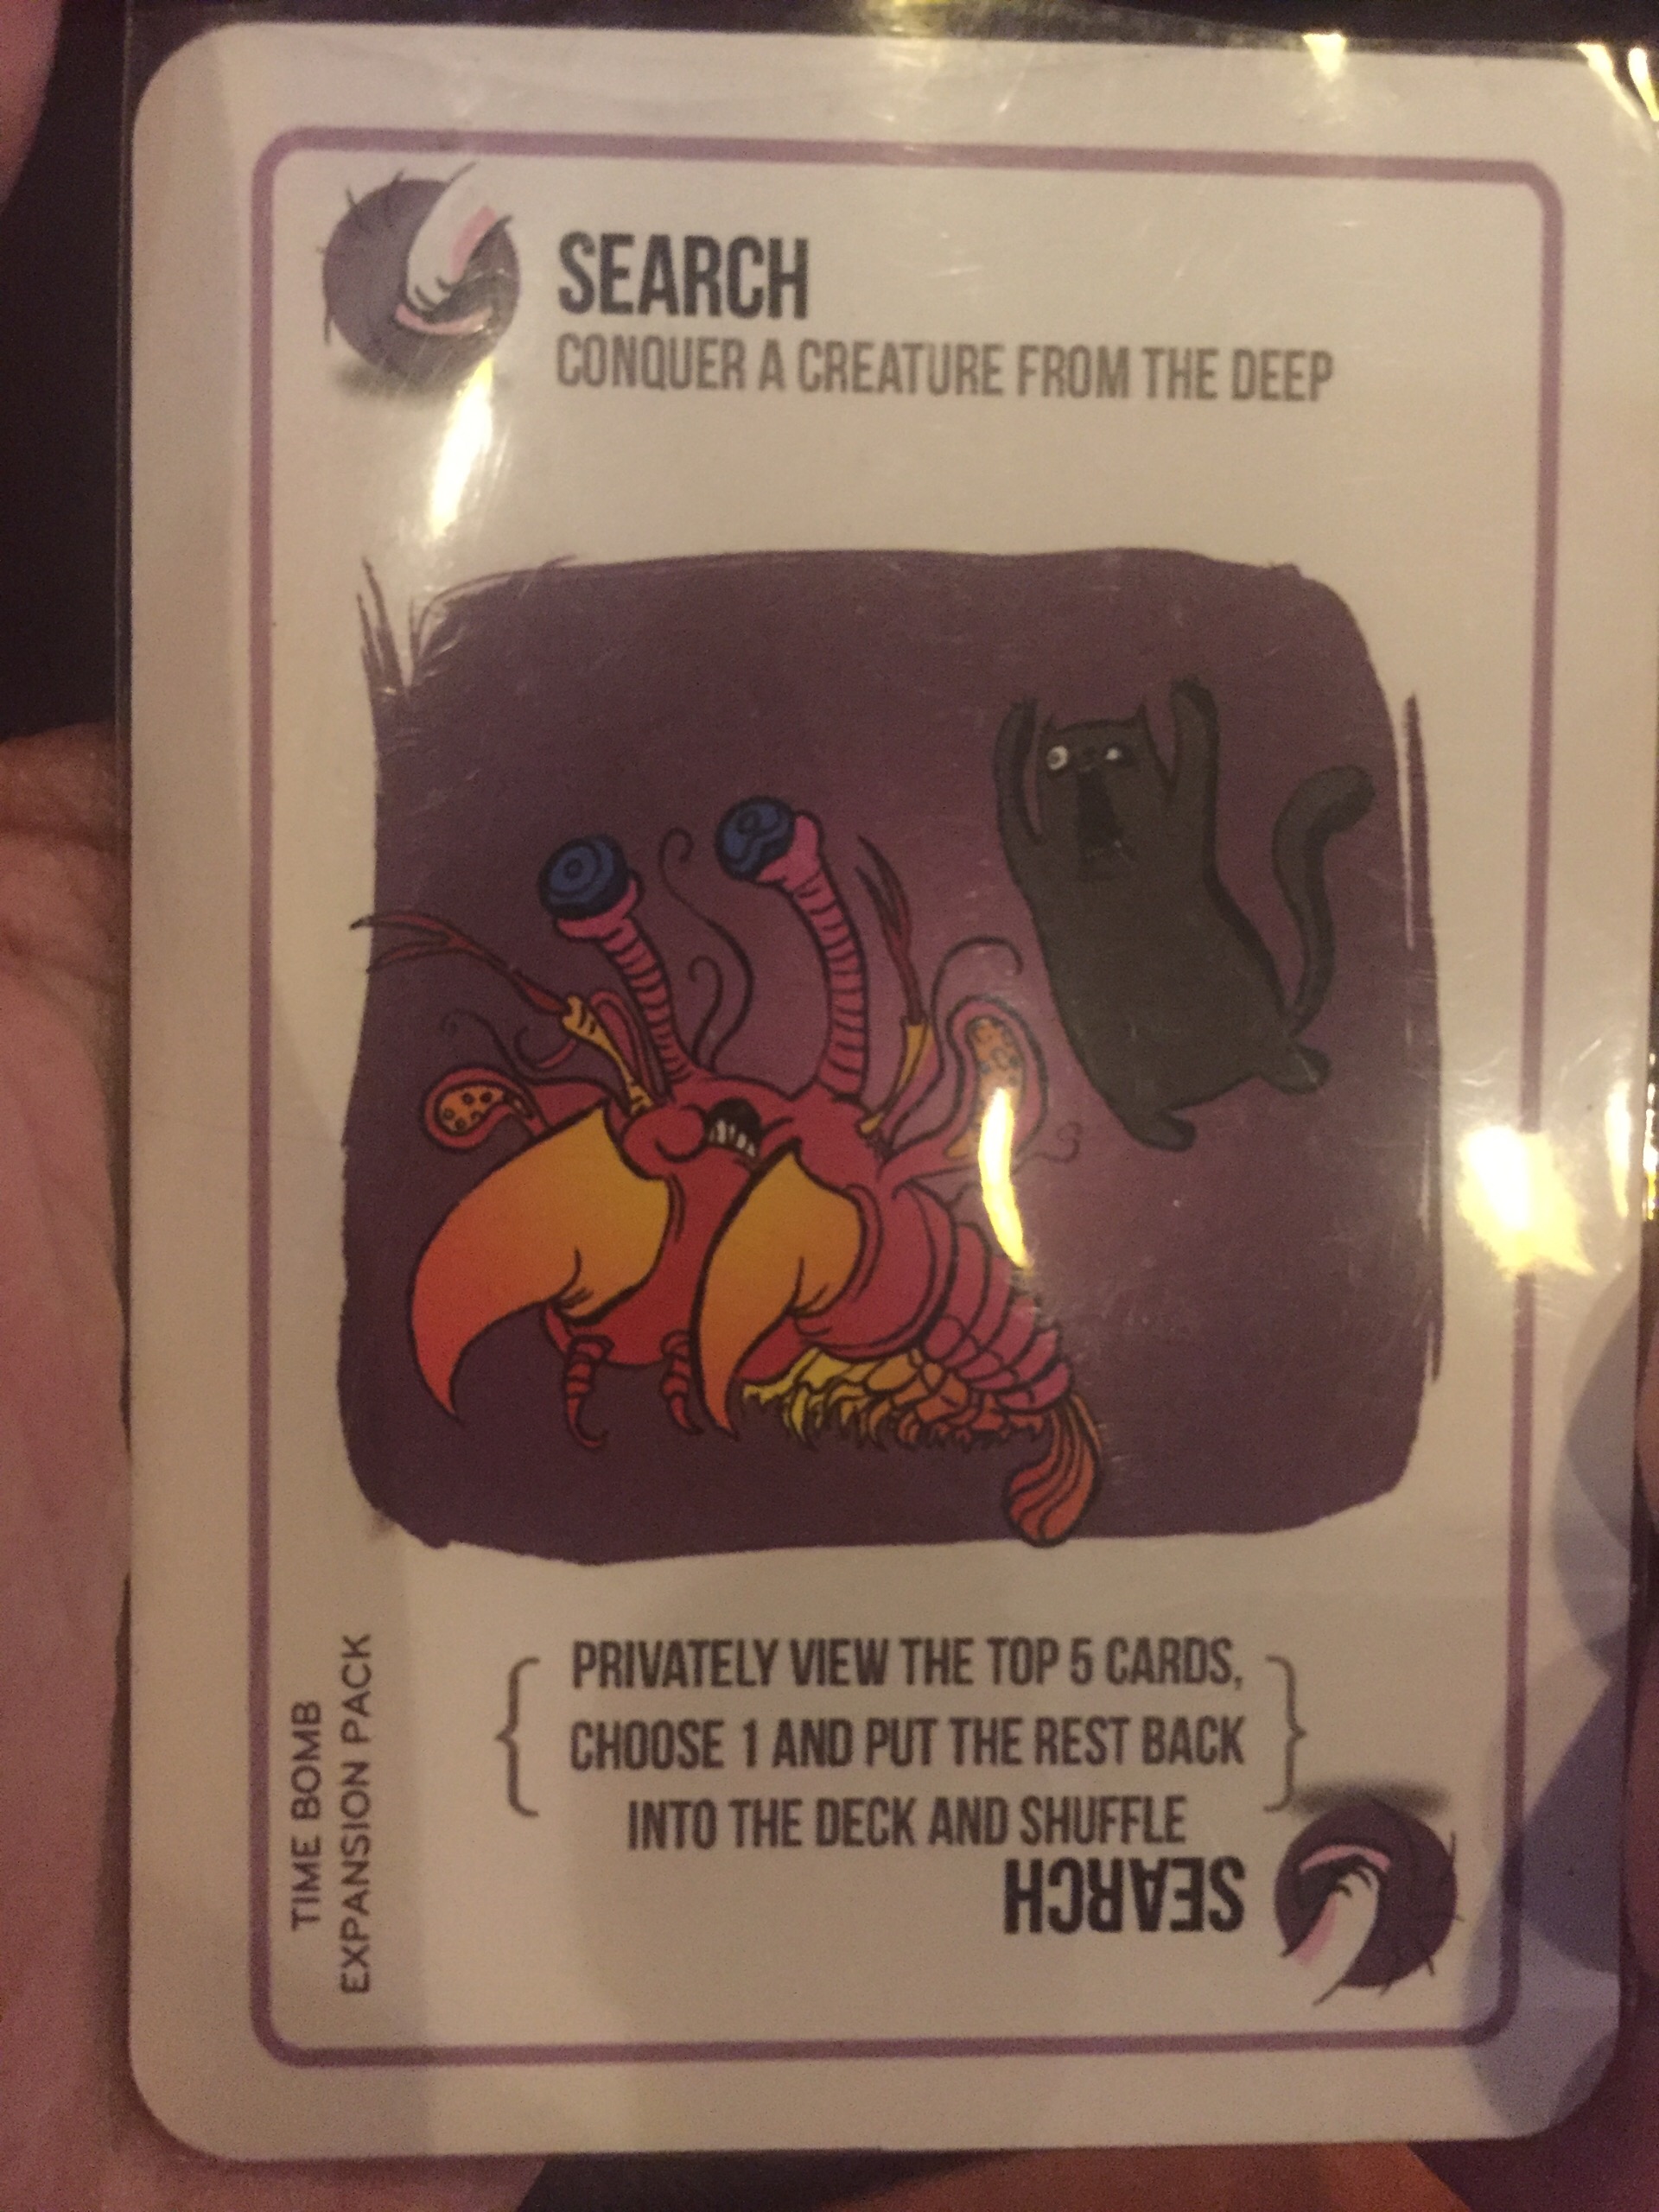 SEARCH
CONQUER A CREATURE FROM THE DEEP
PRIVATELY VIEW THE TOP 5 CARDS,
CHOOSE 1 AND PUT THE REST BACK
INTO THE DECK AND SHUFFLE
TIME BOMB
EXPANSION PACK
SEARCH